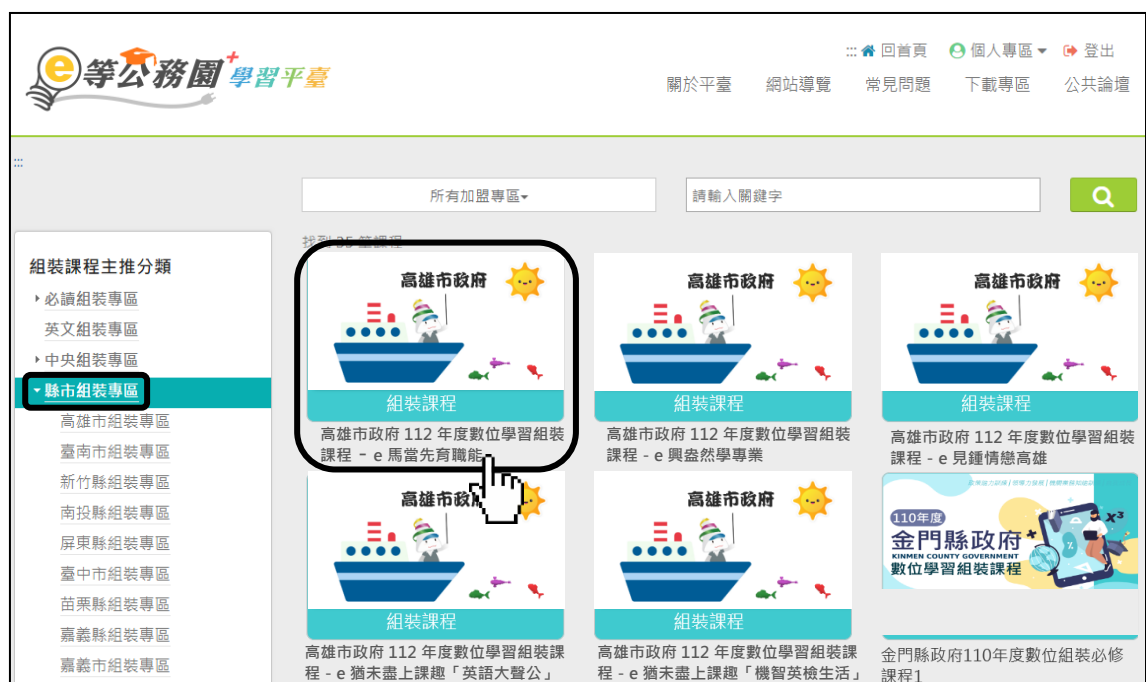 e等公務園+學習平臺
::: 回首頁 個人專區 登出
關於平臺 網站導覽 常見問題 下載專區 公共論壇
:::
所有加盟專區
請輸入關鍵字
找到 35 筆課程
組裝課程主推分類
必讀組裝專區
英文組裝專區
中央組裝專區
縣市組裝專區
高雄市組裝專區
臺南市組裝專區
新竹縣組裝專區
南投縣組裝專區
屏東縣組裝專區
臺中市組裝專區
苗栗縣組裝專區
嘉義縣組裝專區
嘉義市組裝專區
高雄市政府
組裝課程
高雄市政府 112 年度數位學習組裝
課程 - e 馬當先育職能
高雄市政府
組裝課程
高雄市政府 112 年度數位學習組裝
課程 - e 興盎然學專業
高雄市政府
組裝課程
高雄市政府 112 年度數位學習組裝
課程 - e 見鍾情戀高雄
高雄市政
組裝課程
高雄市政府 112 年度數位學習組裝課
程 - e 猶未盡上課趣「英語大聲公」
高雄市政府
組裝課程
高雄市政府 112 年度數位學習組裝課
程 - e 猶未盡上課趣「機智英檢生活」
110年度
金門縣政府
KINMEN COUNTY GOVERNMENT
數位學習組裝課程
x³
金門縣政府110年度數位組裝必修
課程1